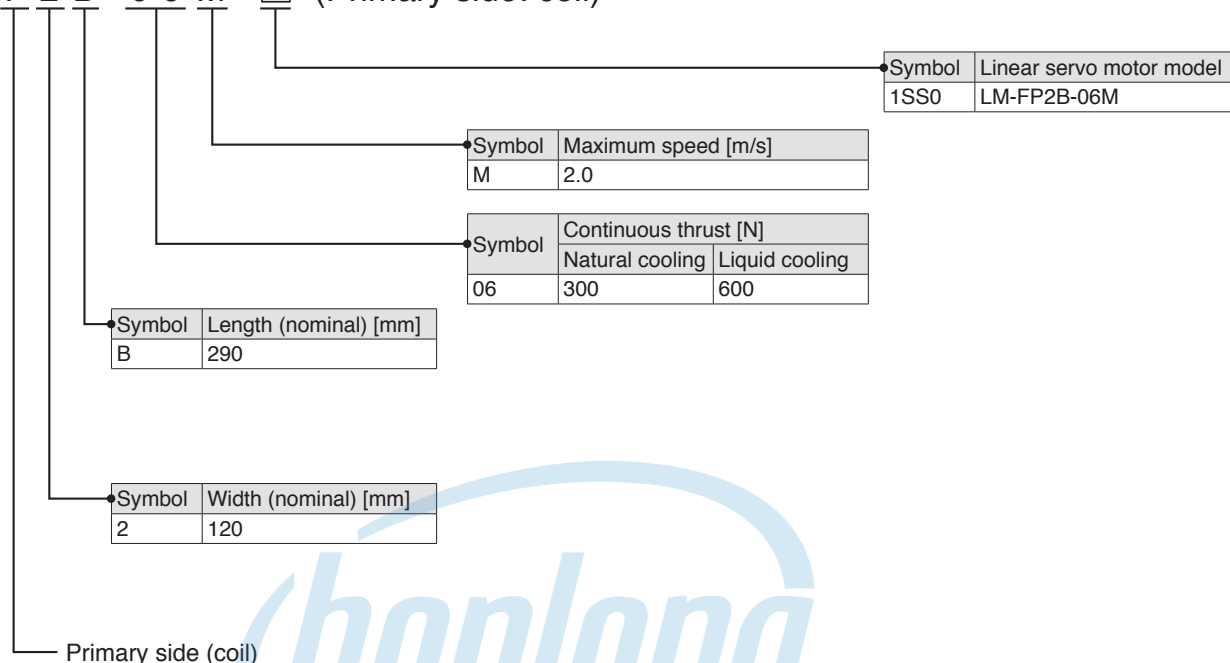 (Primary side: coil)
Symbol Linear servo motor model
1SS0 LM-FP2B-06M
Symbol Maximum speed [m/s]
M 2.0
Symbol Continuous thrust [N]
Natural cooling Liquid cooling
06 300 600
Symbol Length (nominal) [mm]
B 290
Symbol Width (nominal) [mm]
2 120
Primary side (coil)